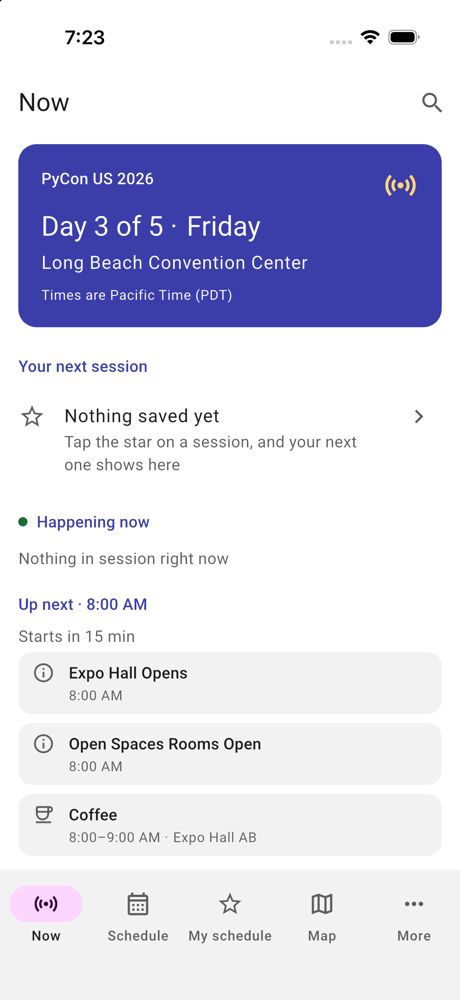 7:23
Now
PyCon US 2026
Day 3 of 5 · Friday
Long Beach Convention Center
Times are Pacific Time (PDT)
Your next session
Nothing saved yet
Tap the star on a session, and your next
one shows here
Happening now
Nothing in session right now
Up next · 8:00 AM
Starts in 15 min
Expo Hall Opens
8:00 AM
Open Spaces Rooms Open
8:00 AM
Coffee
8:00–9:00 AM · Expo Hall AB
Now
Schedule
My schedule
Map
More